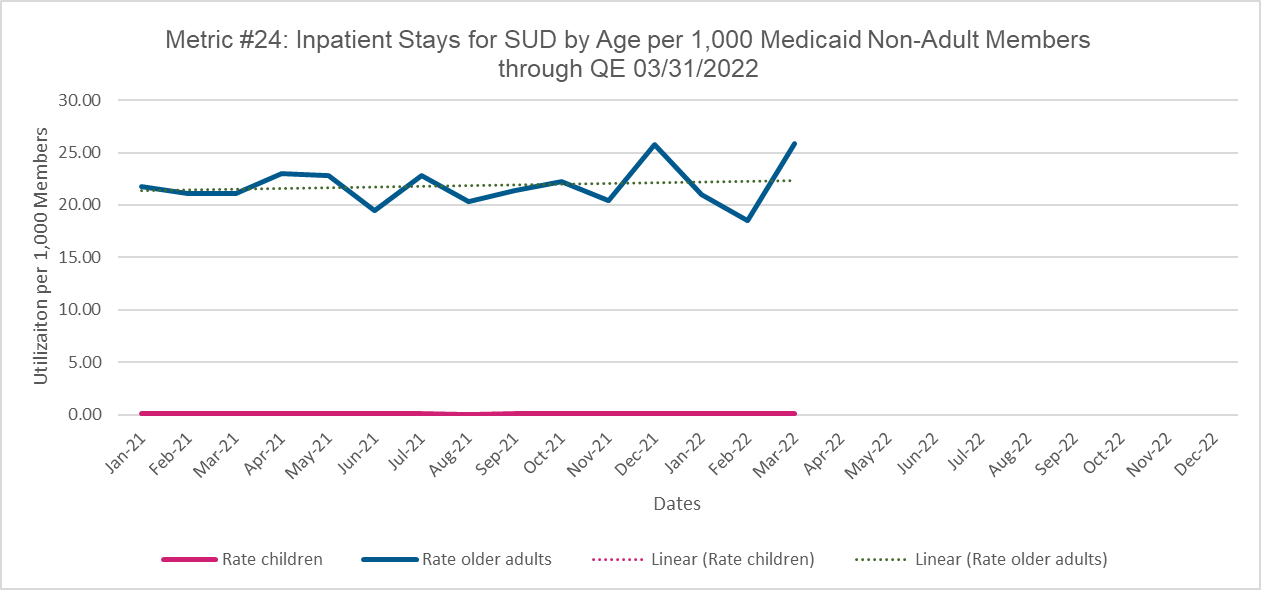 Metric #24: Inpatient Stays for SUD by Age per 1,000 Medicaid Non-Adult Members
through QE 03/31/2022
Utilizaiton per 1,000 Members
30.00
25.00
20.00
15.00
10.00
5.00
0.00
Jan-21
Feb-21
Mar-21
Apr-21
May-21
Jun-21
Jul-21
Aug-21
Sep-21
Oct-21
Nov-21
Dec-21
Jan-22
Feb-22
Mar-22
Apr-22
May-22
Jun-22
Jul-22
Aug-22
Sep-22
Oct-22
Nov-22
Dec-22
Dates
Rate children
Rate older adults
Linear (Rate children)
Linear (Rate older adults)